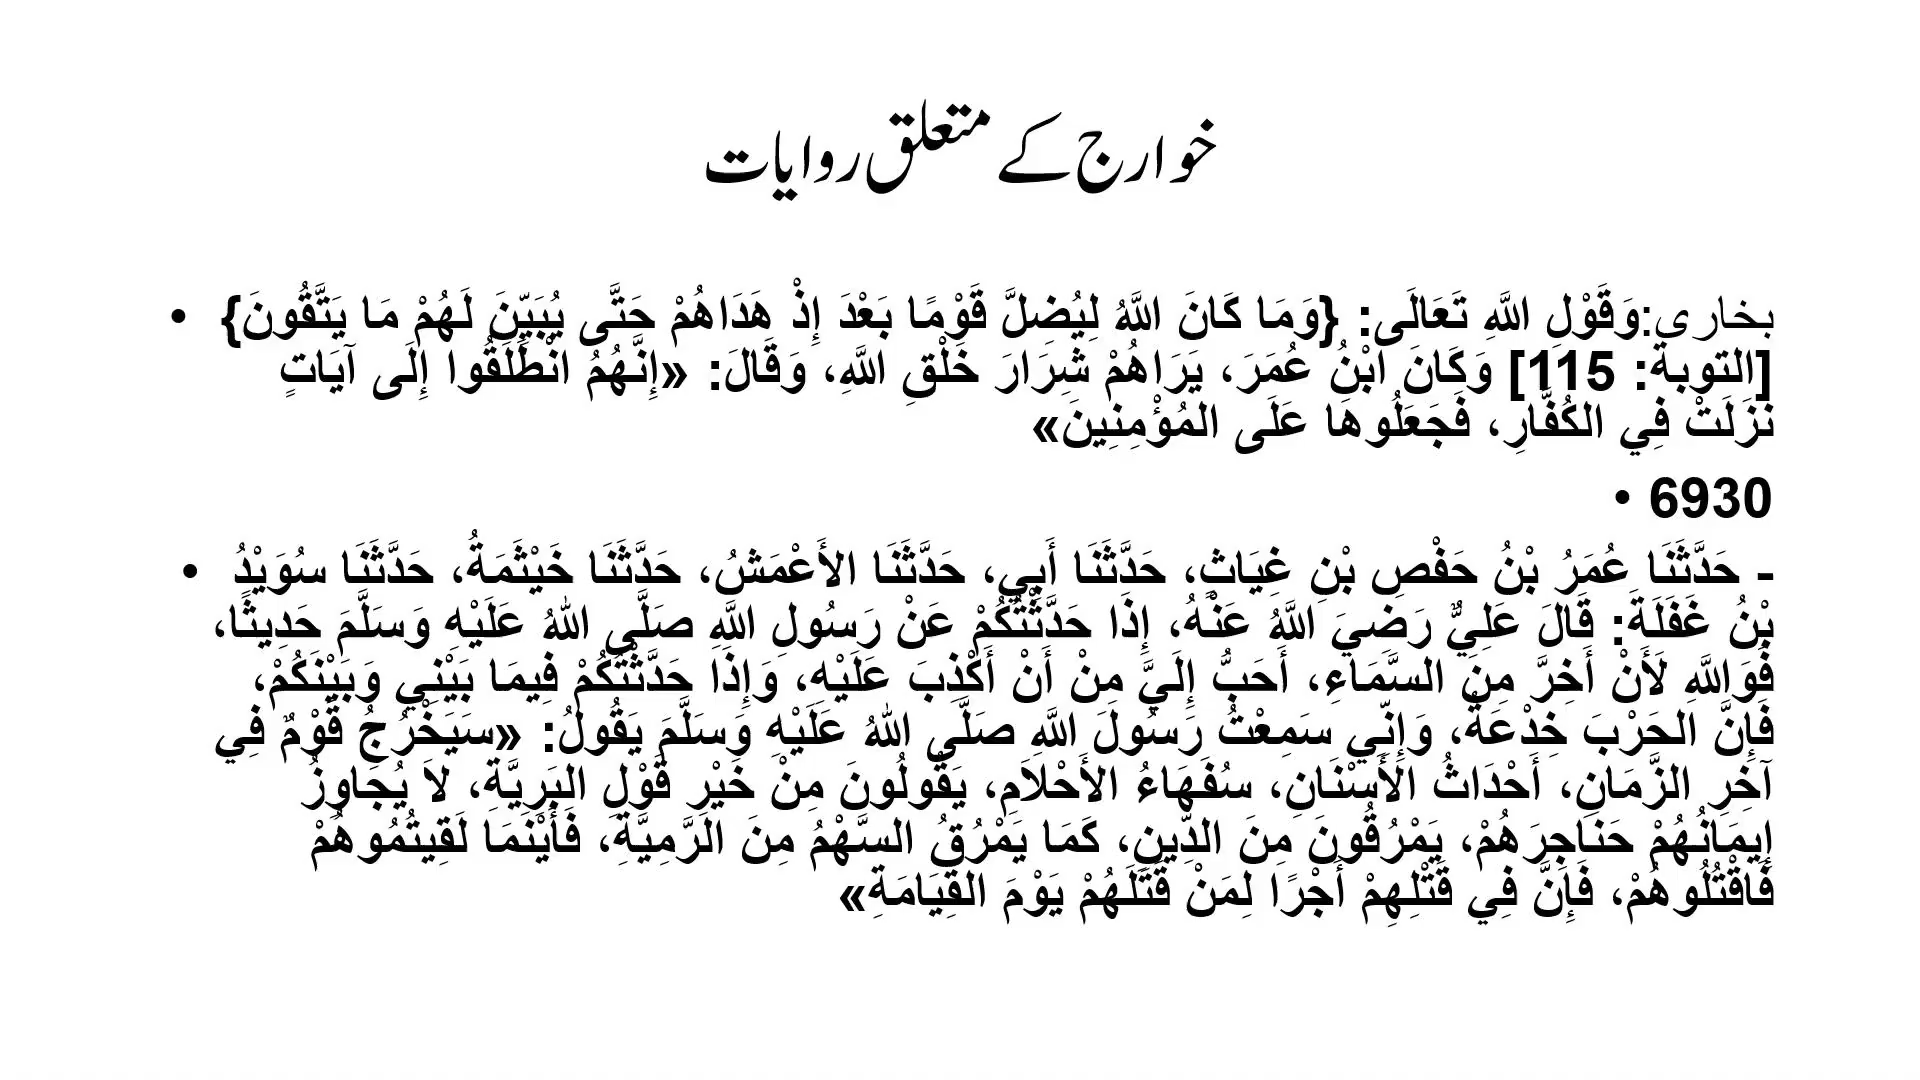 خوارج کے متعلق روایات
• بخاری:وَقَوْلِ اللَّهِ تَعَالَى: {وَمَا كَانَ اللَّهُ لِيُضِلَّ قَوْمًا بَعْدَ إِذْ هَدَاهُمْ حَتَّى يُبَيِّنَ لَهُمْ مَا يَتَّقُونَ}
[التوبة: 115] وَكَانَ ابْنُ عُمَرَ، يَرَاهُمْ شِرَارَ خَلْقِ اللَّهِ، وَقَالَ: «إِنَّهُمُ انْطَلَقُوا إِلَى آيَاتٍ
نَزَلَتْ فِي الكُفَّارِ، فَجَعَلُوهَا عَلَى المُؤْمِنِينَ»
• 6930
• - حَدَّثَنَا عُمَرُ بْنُ حَفْصِ بْنِ غِيَاثٍ، حَدَّثَنَا أَبِي، حَدَّثَنَا الأَعْمَشُ، حَدَّثَنَا خَيْثَمَةُ، حَدَّثَنَا سُوَيْدُ
بْنُ غَفَلَةَ: قَالَ عَلِيٌّ رَضِيَ اللَّهُ عَنْهُ، إِذَا حَدَّثْتُكُمْ عَنْ رَسُولِ اللَّهِ صَلَّى اللهُ عَلَيْهِ وَسَلَّمَ حَدِيثًا،
فَوَاللَّهِ لَأَنْ أَخِرَّ مِنَ السَّمَاءِ، أَحَبُّ إِلَيَّ مِنْ أَنْ أَكْذِبَ عَلَيْهِ، وَإِذَا حَدَّثْتُكُمْ فِيمَا بَيْنِي وَبَيْنَكُمْ،
فَإِنَّ الحَرْبَ خِدْعَةٌ، وَإِنِّي سَمِعْتُ رَسُولَ اللَّهِ صَلَّى اللهُ عَلَيْهِ وَسَلَّمَ يَقُولُ: «سَيَخْرُجُ قَوْمٌ فِي
آخِرِ الزَّمَانِ، أَحْدَاثُ الأَسْنَانِ، سُفَهَاءُ الأَحْلاَمِ، يَقُولُونَ مِنْ خَيْرِ قَوْلِ البَرِيَّةِ، لاَ يُجَاوِزُ
إِيمَانُهُمْ حَنَاجِرَهُمْ، يَمْرُقُونَ مِنَ الدِّينِ، كَمَا يَمْرُقُ السَّهْمُ مِنَ الرَّمِيَّةِ، فَأَيْنَمَا لَقِيتُمُوهُمْ
فَاقْتُلُوهُمْ، فَإِنَّ فِي قَتْلِهِمْ أَجْرًا لِمَنْ قَتَلَهُمْ يَوْمَ القِيَامَةِ»